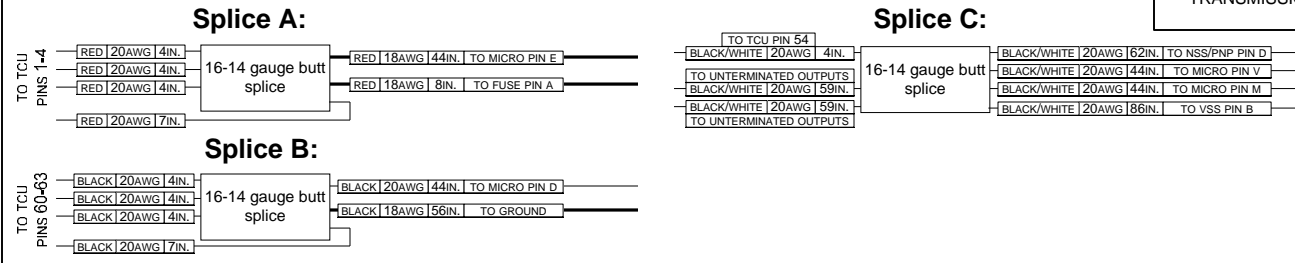 Splice A:
TO TCU
PINS 1-4
RED 20AWG 4IN.
RED 20AWG 4IN.
RED 20AWG 4IN.
RED 20AWG 7IN.
16-14 gauge butt
splice
RED 18AWG 44IN. TO MICRO PIN E
RED 18AWG 8IN. TO FUSE PIN A
Splice B:
TO TCU
PINS 60-63
BLACK 20AWG 4IN.
BLACK 20AWG 4IN.
BLACK 20AWG 4IN.
BLACK 20AWG 7IN.
16-14 gauge butt
splice
BLACK 20AWG 44IN. TO MICRO PIN D
BLACK 18AWG 56IN. TO GROUND
Splice C:
TO TCU PIN 54
BLACK/WHITE 20AWG 4IN.
TO UNTERMINATED OUTPUTS
BLACK/WHITE 20AWG 59IN.
BLACK/WHITE 20AWG 59IN.
TO UNTERMINATED OUTPUTS
16-14 gauge butt
splice
BLACK/WHITE 20AWG 62IN. TO NSS/PNP PIN D
BLACK/WHITE 20AWG 44IN. TO MICRO PIN V
BLACK/WHITE 20AWG 44IN. TO MICRO PIN M
BLACK/WHITE 20AWG 86IN. TO VSS PIN B